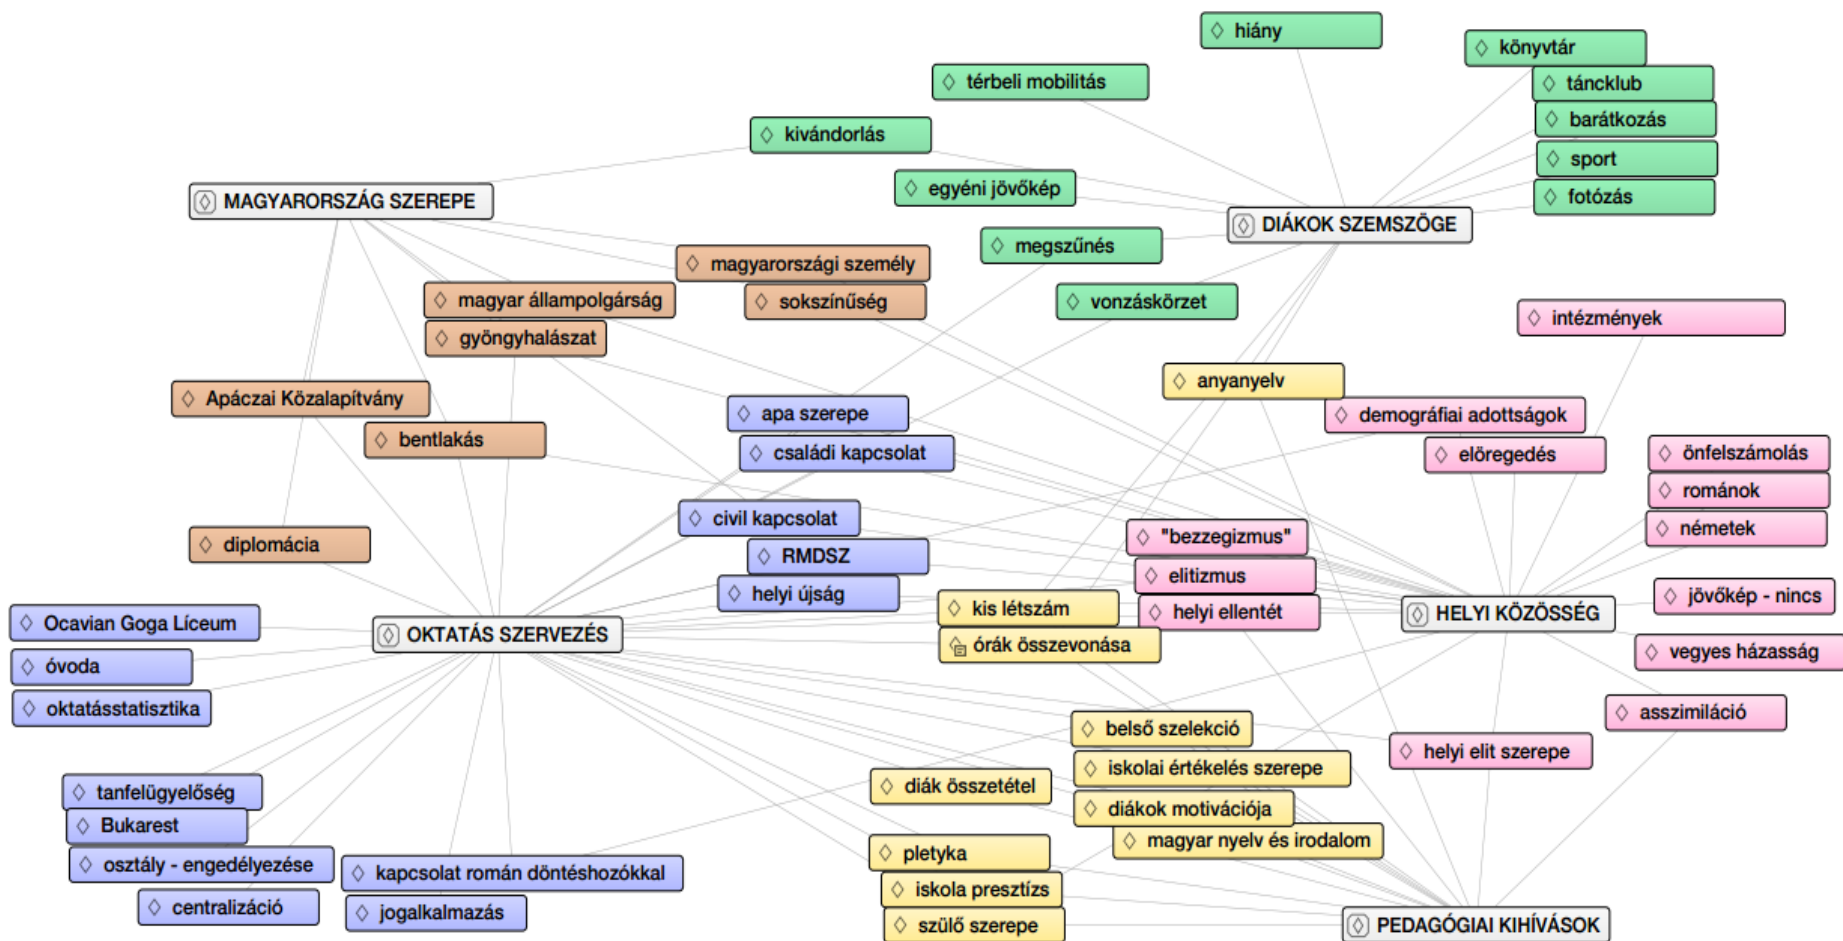 hiány
könyvtár
térbeli mobilitás
táncklub
barátkozás
kivándorlás
sport
egyéni jövőkép
fotózás
MAGYARORSZÁG SZEREPE
DIÁKOK SZEMSZÖGE
megszűnés
magyarországi személy
magyar állampolgárság
sokszínűség
vonzáskörzet
intézmények
gyöngyhalászat
anyanyelv
Apáczai Közalapítvány
apa szerepe
demográfiai adottságok
bentlakás
családi kapcsolat
elöregedés
önfelszámolás
románok
civil kapcsolat
németek
"bezzegizmus"
diplomácia
RMDSZ
elitizmus
helyi újság
jövőkép - nincs
kis létszám
helyi ellentét
HELYI KÖZÖSSÉG
Ocavian Goga Líceum
OKTATÁS SZERVEZÉS
órák összevonása
vegyes házasság
óvoda
oktatásstatisztika
asszimiláció
belső szelekció
helyi elit szerepe
iskolai értékelés szerepe
diák összetétel
tanfelügyelőség
diákok motivációja
Bukarest
magyar nyelv és irodalom
pletyka
osztály - engedélyezése
kapcsolat román döntéshozókkal
iskola presztízs
centralizáció
jogalkalmazás
szülő szerepe
PEDAGÓGIAI KIHÍVÁSOK